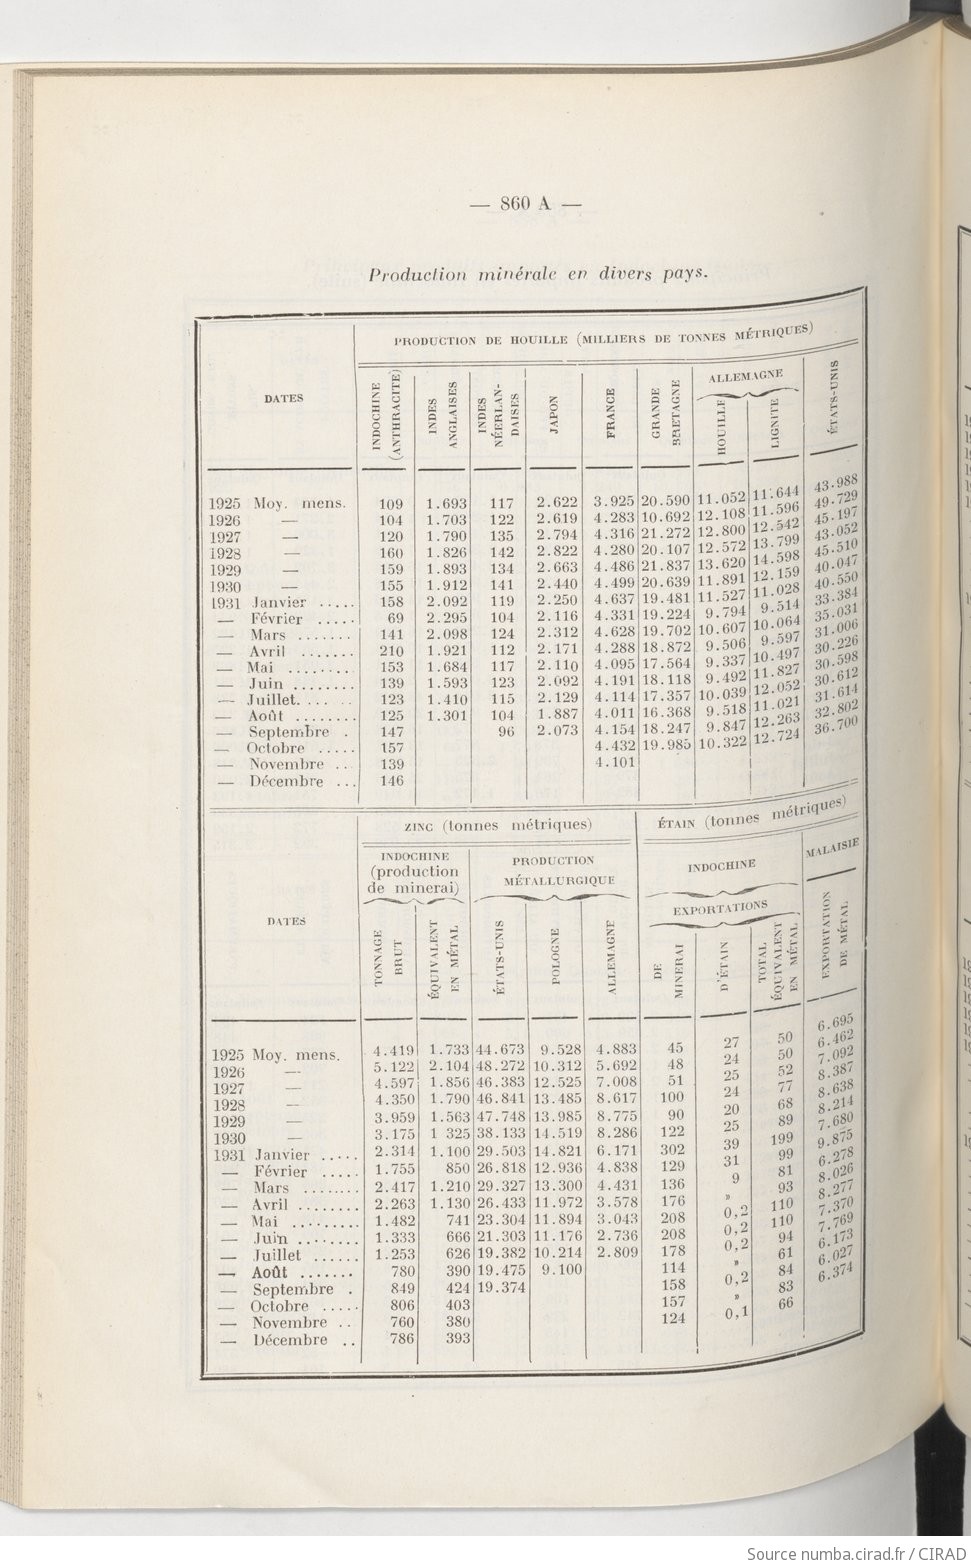 — 860 A —
Production minérale en divers pays.
PRODUCTION DE HOUILLE (MILLIERS DE TONNES MÉTRIQUES)
DATES
INDOCHINE (ANTHRACITE)
INDES ANGLAISES
INDES NÉERLAN- DAISES
JAPON
FRANCE
GRANDE BRETAGNE
ALLEMAGNE
HOUILLE
LIGNITE
ÉTATS-UNIS
1925 Moy. mens. 109 1.693 117 2.622 3.925 20.590 11.052 11.644 43.988
1926 — 104 1.703 122 2.619 4.283 10.692 12.108 11.596 49.729
1927 — 120 1.790 135 2.794 4.316 21.272 12.800 12.542 45.197
1928 — 160 1.826 142 2.822 4.280 20.107 12.572 13.799 43.052
1929 — 159 1.893 134 2.663 4.486 21.837 13.620 14.598 45.510
1930 — 155 1.912 141 2.440 4.499 20.639 11.891 12.159 40.047
1931 Janvier ..... 158 2.092 119 2.250 4.637 19.481 11.527 11.028 40.550
— Février ..... 69 2.295 104 2.116 4.331 19.224 9.794 9.514 33.384
— Mars ....... 141 2.098 124 2.312 4.628 19.702 10.607 10.064 35.031
— Avril ....... 210 1.921 112 2.171 4.288 18.872 9.506 9.597 31.006
— Mai ........ 153 1.684 117 2.110 4.095 17.564 9.337 10.497 30.226
— Juin ........ 139 1.593 123 2.092 4.191 18.118 9.492 11.827 30.598
— Juillet. ... .. 123 1.410 115 2.129 4.114 17.357 10.039 12.052 30.612
— Août ........ 125 1.301 104 1.887 4.011 16.368 9.518 11.021 31.614
— Septembre . 147 96 2.073 4.154 18.247 9.847 12.263 32.802
— Octobre ..... 157 4.432 19.985 10.322 12.724 36.700
— Novembre .. 139 4.101
— Décembre ... 146
ZINC (tonnes métriques)
ÉTAIN (tonnes métriques)
DATES
INDOCHINE (production de minerai)
PRODUCTION MÉTALLURGIQUE
INDOCHINE
MALAISIE
EXPORTATIONS
TONNAGE BRUT
ÉQUIVALENT EN MÉTAL
ÉTATS-UNIS
POLOGNE
ALLEMAGNE
DE MINERAI
D'ÉTAIN
TOTAL ÉQUIVALENT EN MÉTAL
EXPORTATION DE MÉTAL
1925 Moy. mens. 4.419 1.733 44.673 9.528 4.883 45 27 50 6.695
1926 — 5.122 2.104 48.272 10.312 5.692 48 24 50 6.462
1927 — 4.597 1.856 46.383 12.525 7.008 51 25 52 7.092
1928 — 4.350 1.790 46.841 13.485 8.617 100 24 77 8.387
1929 — 3.959 1.563 47.748 13.985 8.775 90 20 68 8.638
1930 — 3.175 1 325 38.133 14.519 8.286 122 25 89 8.214
1931 Janvier ..... 2.314 1.100 29.503 14.821 6.171 302 39 199 7.680
— Février ..... 1.755 850 26.818 12.936 4.838 129 31 99 9.875
— Mars ........ 2.417 1.210 29.327 13.300 4.431 136 9 81 6.278
— Avril ........ 2.263 1.130 26.433 11.972 3.578 176 » 93 8.026
— Mai ......... 1.482 741 23.304 11.894 3.043 208 0,2 110 8.277
— Juin ........ 1.333 666 21.303 11.176 2.736 208 0,2 110 7.370
— Juillet ...... 1.253 626 19.382 10.214 2.809 178 0,2 94 7.769
— Août ....... 780 390 19.475 9.100 114 » 61 6.173
— Septembre . 849 424 19.374 158 0,2 84 6.027
— Octobre ..... 806 403 157 » 83 6.374
— Novembre .. 760 380 124 0,1 66
— Décembre .. 786 393
Source numba.cirad.fr / CIRAD